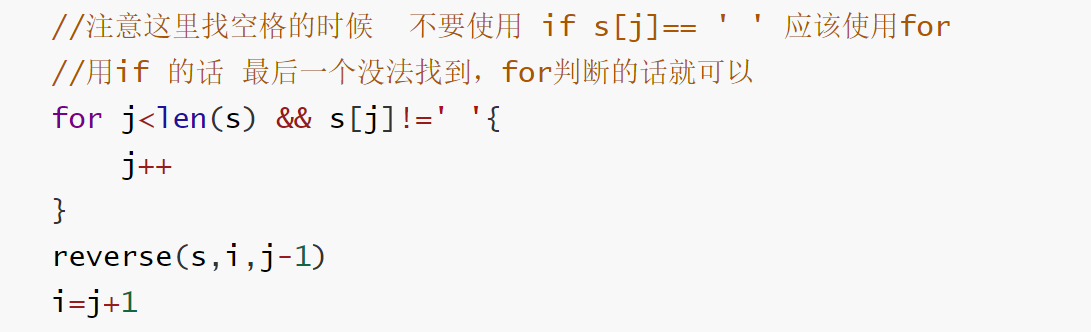 //注意这里找空格的时候  不要使用 if s[j]== ' ' 应该使用for
//用if 的话 最后一个没法找到，for判断的话就可以
for j<len(s) && s[j]!=' '{
    j++
}
reverse(s,i,j-1)
i=j+1